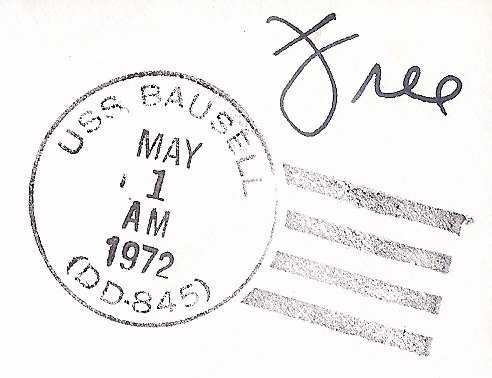 Free
USS BAUSELL
MAY
1
AM
1972
(DD-845)